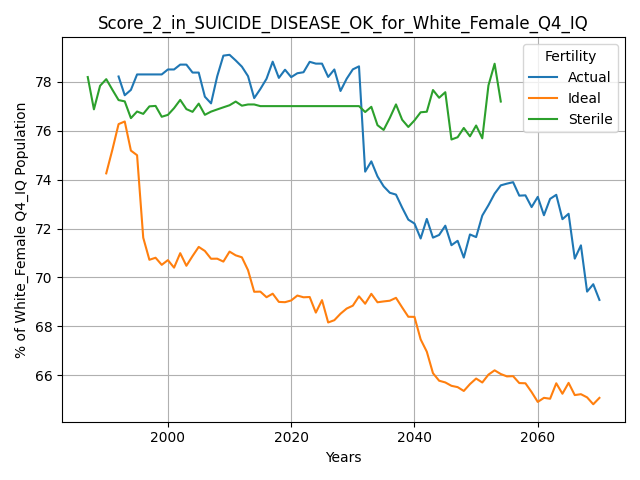 Score_2_in_SUICIDE_DISEASE_OK_for_White_Female_Q4_IQ
% of White_Female Q4_IQ Population
78
76
74
72
70
68
66
Fertility
Actual
Ideal
Sterile
2000
2020
2040
2060
Years